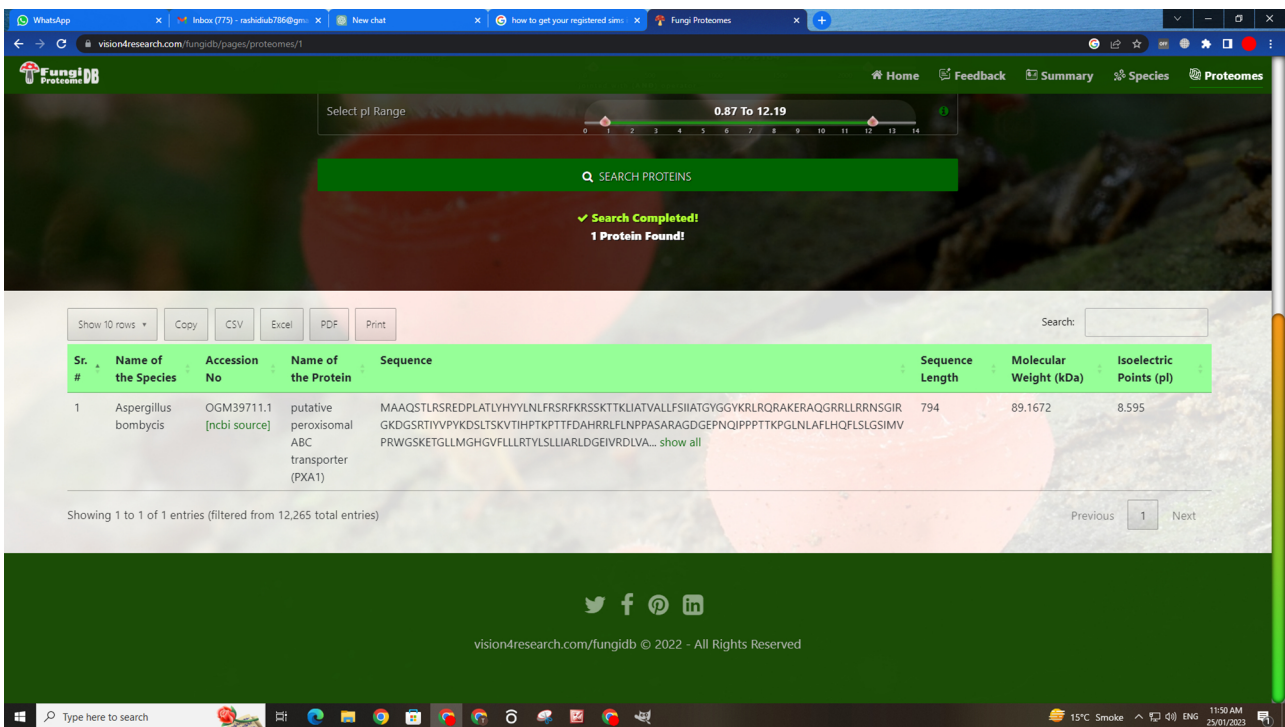 WhatsApp
Inbox (775) - rashidiub786@gma
New chat
how to get your registered sims
Fungi Proteomes
vision4research.com/fungidb/pages/proteomes/1
Fungi DB
Proteome
Home Feedback Summary Species Proteomes
Select pI Range
0.87 To 12.19
0 1 2 3 4 5 6 7 8 9 10 11 12 13 14
SEARCH PROTEINS
Search Completed!
1 Protein Found!
Show 10 rows Copy CSV Excel PDF Print
Search:
Sr. # Name of the Species Accession No Name of the Protein Sequence Sequence Length Molecular Weight (kDa) Isoelectric Points (pI)
1 Aspergillus bombycis OGM39711.1 [ncbi source] putative peroxisomal ABC transporter (PXA1)
MAAQSTLRSREDPLATLYHYYLNLFRSRFKRSSKTTKLIATVALLFSIIATGYGGYKRLRQRAKERAQGRRLLRRNSGIR
GKDGSRTIYVPYKDSLTSKVTIHPTKPTTFDAHRRLFLNPPASARAGDGEPNQIPPPTTKPGLNLAFLHQFLSLGSIMV
PRWGSKETGLLMGHGVFLLLRTYLSLLIARLDGEIVRDLVA... show all
794 89.1672 8.595
Showing 1 to 1 of 1 entries (filtered from 12,265 total entries)
Previous 1 Next
vision4research.com/fungidb © 2022 - All Rights Reserved
Type here to search
15°C Smoke
ENG
11:50 AM
25/01/2023